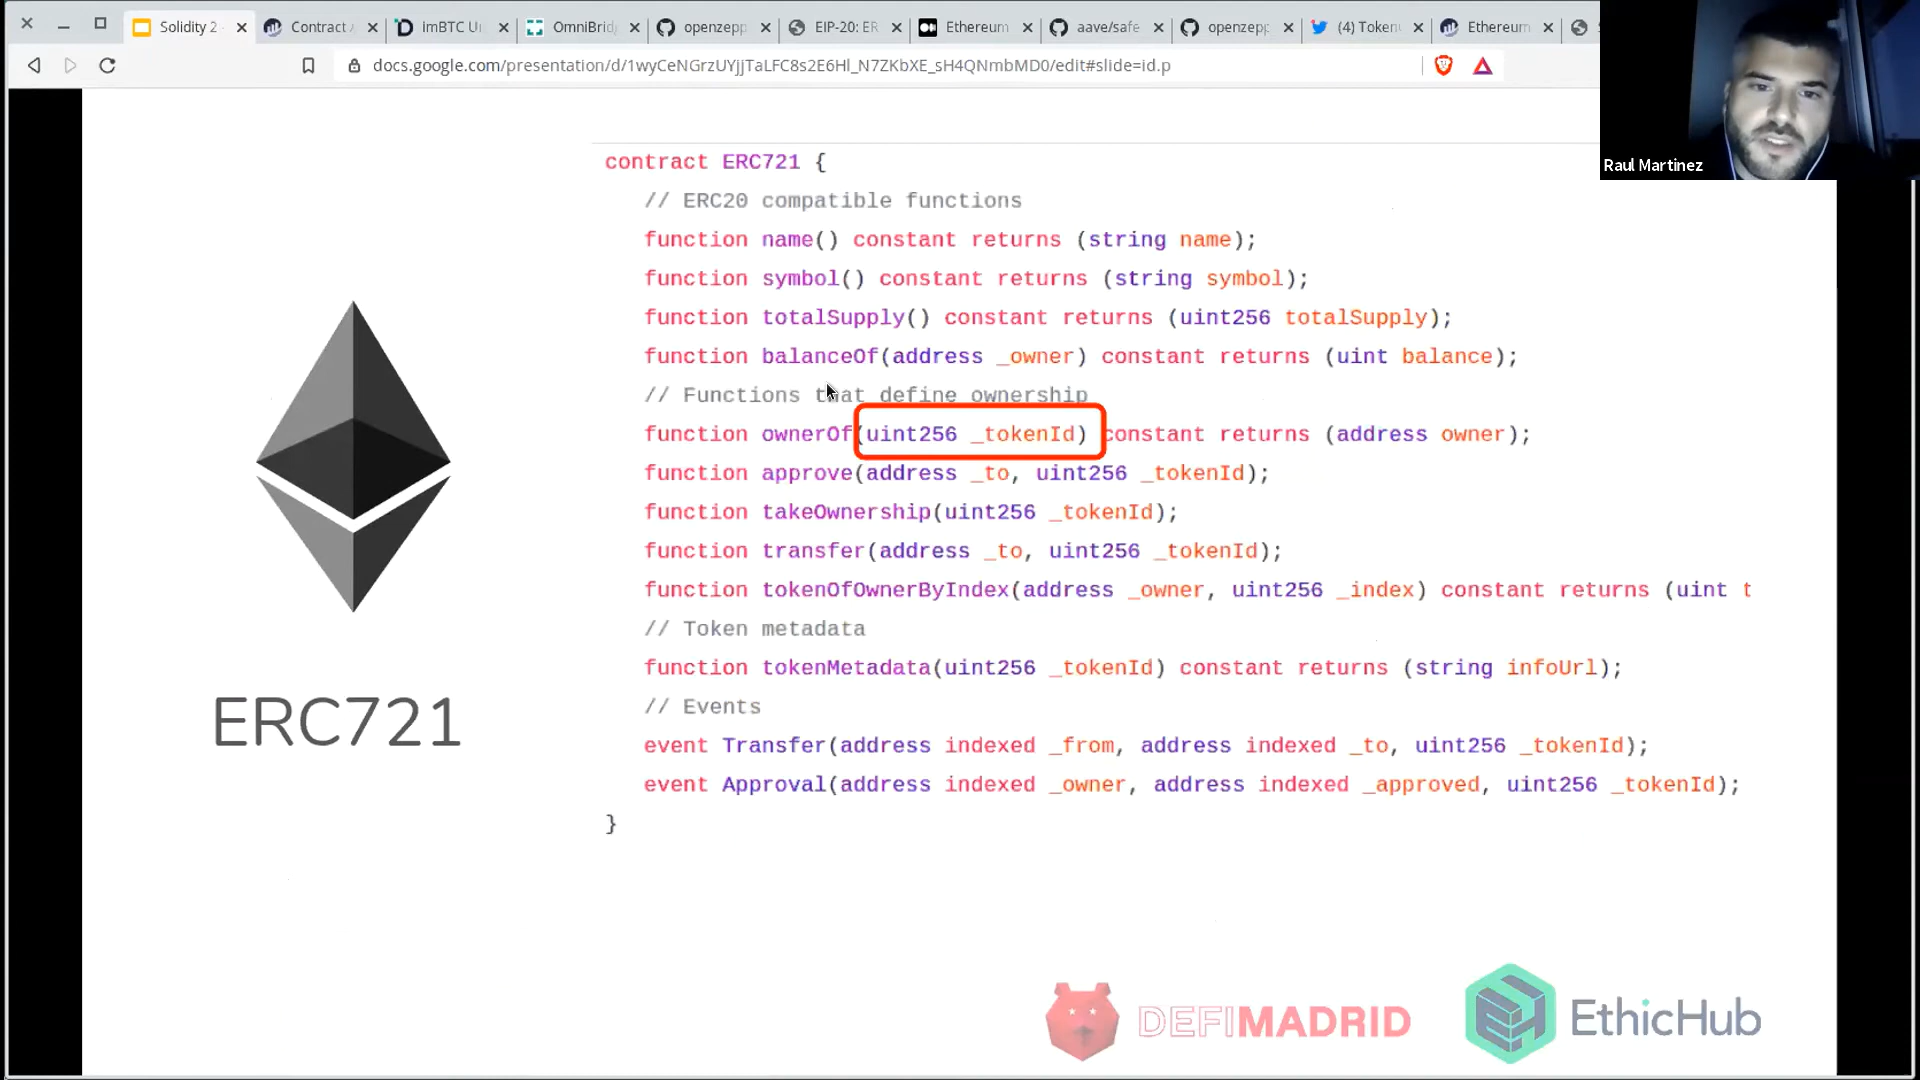 Solidity 2
Contract A
imBTC U
OmniBrid
openzepp
EIP-20: ER
Ethereum
aave/safe
openzepp
(4) Token
Ethereum
docs.google.com/presentation/d/1wyCeNGrzUYjjTaLFC8s2E6Hl_N7ZKbXE_sH4QNmbMD0/edit#slide=id.p
Raul Martinez
contract ERC721 {
// ERC20 compatible functions
function name() constant returns (string name);
function symbol() constant returns (string symbol);
function totalSupply() constant returns (uint256 totalSupply);
function balanceOf(address _owner) constant returns (uint balance);
// Functions that define ownership
function ownerOf(uint256 _tokenId) constant returns (address owner);
function approve(address _to, uint256 _tokenId);
function takeOwnership(uint256 _tokenId);
function transfer(address _to, uint256 _tokenId);
function tokenOfOwnerByIndex(address _owner, uint256 _index) constant returns (uint t
// Token metadata
function tokenMetadata(uint256 _tokenId) constant returns (string infoUrl);
// Events
event Transfer(address indexed _from, address indexed _to, uint256 _tokenId);
event Approval(address indexed _owner, address indexed _approved, uint256 _tokenId);
}
ERC721
DEFIMADRID
EthicHub